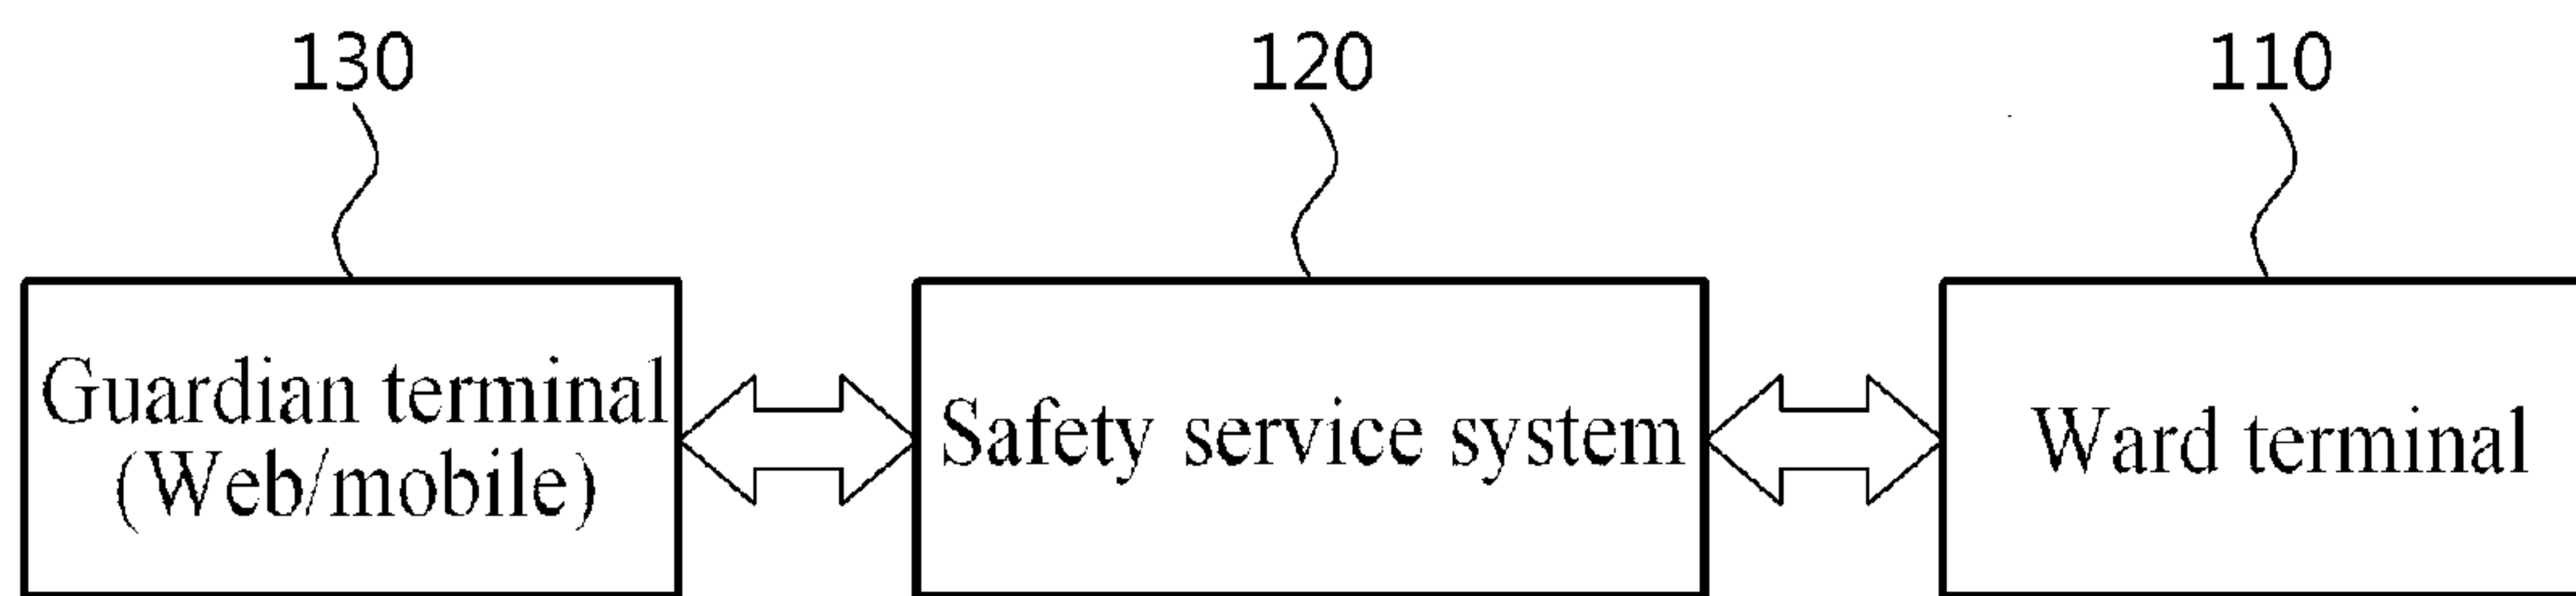 130
120
110
Guardian terminal
(Web/mobile)
Safety service system
Ward terminal